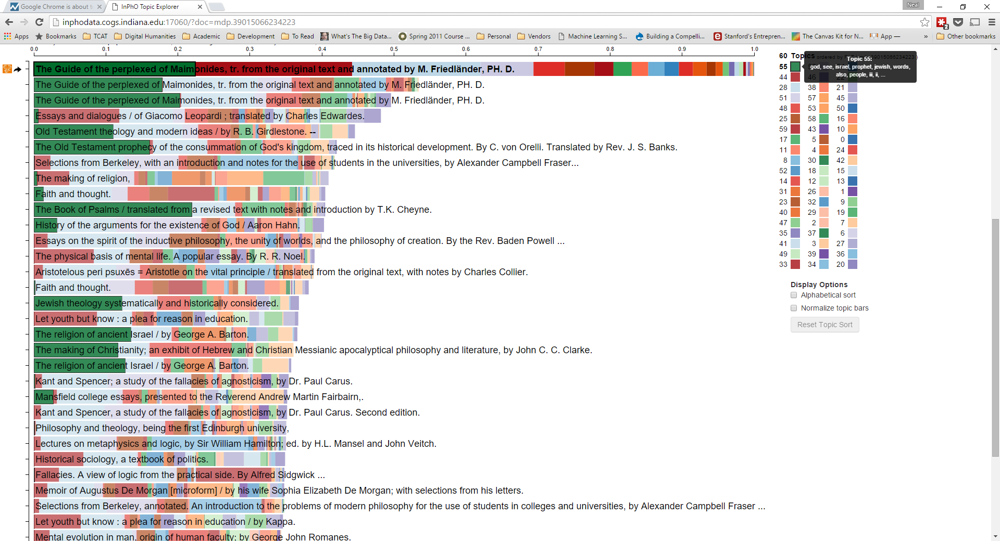 Google Chrome is about t
InPhO Topic Explorer
Neal
inphodata.cogs.indiana.edu:17060/?doc=mdp.39015066234223
2
Apps
Bookmarks
TCAT
Digital Humanities
Academic
Development
To Read
What's The Big Data...
Spring 2011 Course ...
Personal
Vendors
Machine Learning S...
Building a Compelli...
Stanford's Entrepren...
The Canvas Kit for N...
App —
»
Other bookmarks
0.0 0.1 0.2 0.3 0.4 0.5 0.6 0.7 0.8 0.9 1.0
The Guide of the perplexed of Maimonides, tr. from the original text and annotated by M. Friedländer, PH. D.
The Guide of the perplexed of Maimonides, tr. from the original text and annotated by M. Friedländer, PH. D.
The Guide of the perplexed of Maimonides, tr. from the original text and annotated by M. Friedländer, PH. D.
Essays and dialogues / of Giacomo Leopardi ; translated by Charles Edwardes.
Old Testament theology and modern ideas / by R. B. Girdlestone. --
The Old Testament prophecy of the consummation of God's kingdom, traced in its historical development. By C. von Orelli. Translated by Rev. J. S. Banks.
Selections from Berkeley, with an introduction and notes for the use of students in the universities, by Alexander Campbell Fraser...
The making of religion,
Faith and thought.
The Book of Psalms / translated from a revised text with notes and introduction by T.K. Cheyne.
History of the arguments for the existence of God / Aaron Hahn.
Essays on the spirit of the inductive philosophy, the unity of worlds, and the philosophy of creation. By the Rev. Baden Powell ...
The physical basis of mental life. A popular essay. By R. R. Noel.
Aristotelous peri psuxēs = Aristotle on the vital principle / translated from the original text, with notes by Charles Collier.
Faith and thought.
Jewish theology systematically and historically considered.
Let youth but know : a plea for reason in education.
The religion of ancient Israel / by George A. Barton.
The making of Christianity; an exhibit of Hebrew and Christian Messianic apocalyptical philosophy and literature, by John C. C. Clarke.
The religion of ancient Israel / by George A. Barton.
Kant and Spencer; a study of the fallacies of agnosticism, by Dr. Paul Carus.
Mansfield college essays, presented to the Reverend Andrew Martin Fairbairn,.
Kant and Spencer, a study of the fallacies of agnosticism, by Dr. Paul Carus. Second edition.
Philosophy and theology, being the first Edinburgh university,
Lectures on metaphysics and logic, by Sir William Hamilton; ed. by H.L. Mansel and John Veitch.
Historical sociology, a textbook of politics.
Fallacies. A view of logic from the practical side. By Alfred Sidgwick ...
Memoir of Augustus De Morgan [microform] / by his wife Sophia Elizabeth De Morgan; with selections from his letters.
Selections from Berkeley, annotated. An introduction to the problems of modern philosophy for the use of students in colleges and universities, by Alexander Campbell Fraser ...
Let youth but know : a plea for reason in education / by Kappa.
Mental evolution in man. origin of human faculty; by George John Romanes.
60 Topics
Topic 55:
god, see, israel, prophet, jewish, words,
also, people, iii, ii, ...
55
44 46 22
28 38 21
51 57 45
48 53 50
25 58 16
59 43 10
17 5 0
11 4 24
8 30 42
52 18 15
14 12 13
31 26 1
23 32 9
40 29 19
47 2 7
35 37 6
41 3 27
49 39 36
33 34 20
Display Options
Alphabetical sort
Normalize topic bars
Reset Topic Sort